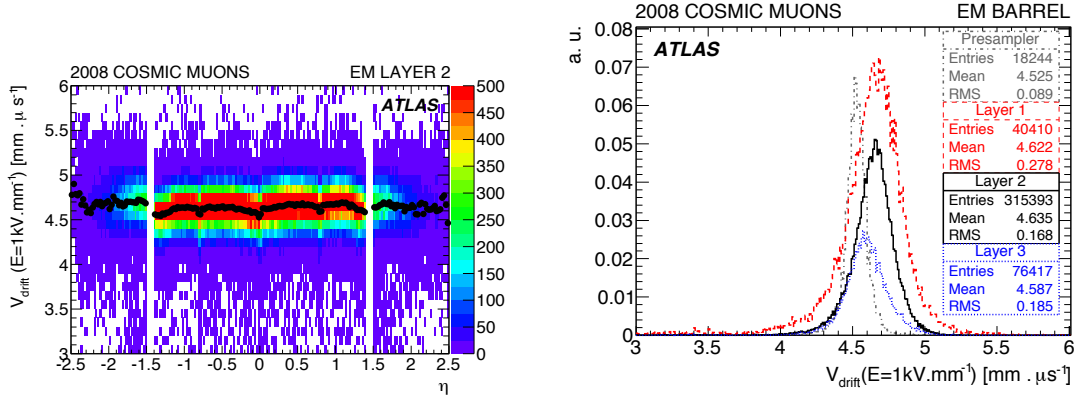 2008 COSMIC MUONS EM LAYER 2
ATLAS
V_drift (E=1kV.mm⁻¹) [mm . μs⁻¹]
6
5.5
5
4.5
4
3.5
3
-2.5 -2 -1.5 -1 -0.5 0 0.5 1 1.5 2 2.5
η
500
450
400
350
300
250
200
150
100
50
0
2008 COSMIC MUONS EM BARREL
a. u.
ATLAS
0.08
0.07
0.06
0.05
0.04
0.03
0.02
0.01
0
Presampler
Entries 18244
Mean 4.525
RMS 0.089
Layer 1
Entries 40410
Mean 4.622
RMS 0.278
Layer 2
Entries 315393
Mean 4.635
RMS 0.168
Layer 3
Entries 76417
Mean 4.587
RMS 0.185
3 3.5 4 4.5 5 5.5 6
V_drift(E=1kV.mm⁻¹) [mm . μs⁻¹]